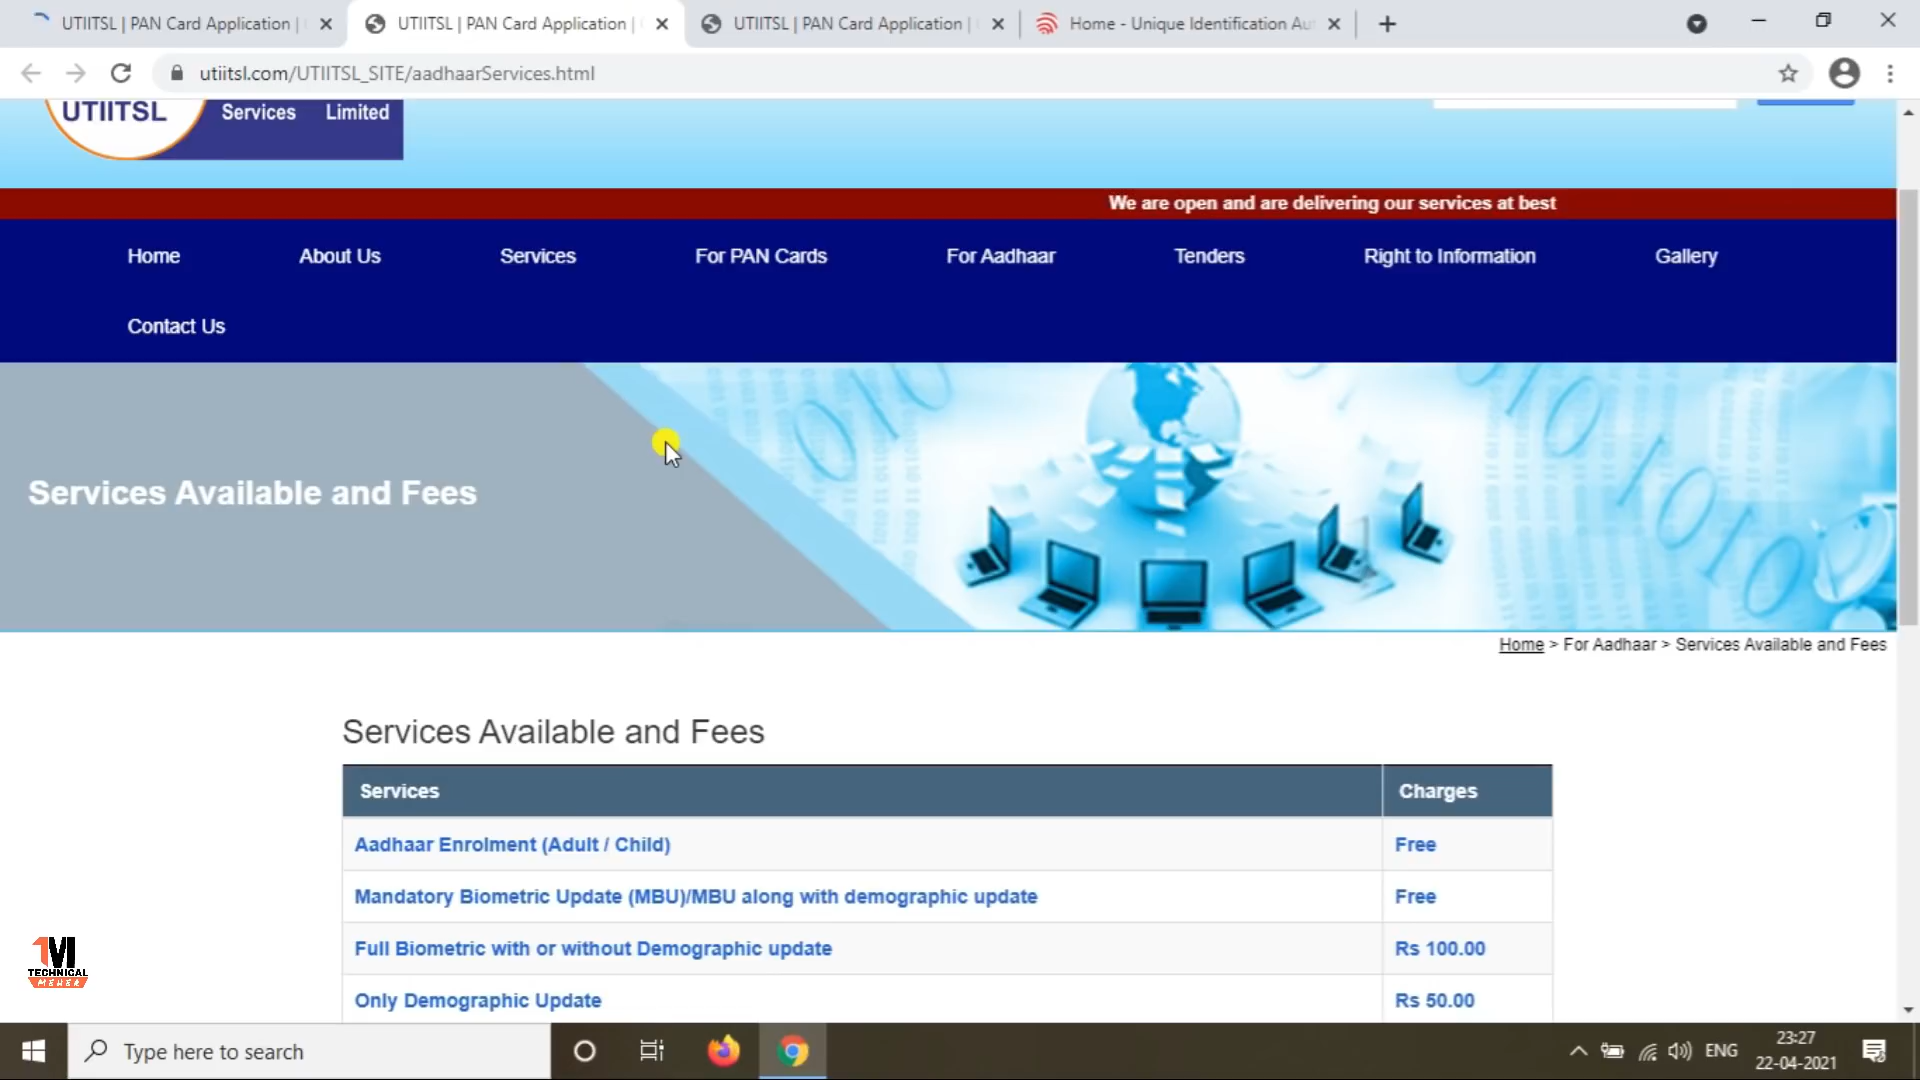 UTIITSL | PAN Card Application |
UTIITSL | PAN Card Application |
UTIITSL | PAN Card Application |
Home - Unique Identification Au
utiitsl.com/UTIITSL_SITE/aadhaarServices.html
UTIITSL
Services Limited
We are open and are delivering our services at best
Home
About Us
Services
For PAN Cards
For Aadhaar
Tenders
Right to Information
Gallery
Contact Us
Services Available and Fees
Home > For Aadhaar > Services Available and Fees
Services Available and Fees
Services Charges
Aadhaar Enrolment (Adult / Child) Free
Mandatory Biometric Update (MBU)/MBU along with demographic update Free
Full Biometric with or without Demographic update Rs 100.00
Only Demographic Update Rs 50.00
TECHNICAL
MEHER
Type here to search
ENG
23:27
22-04-2021